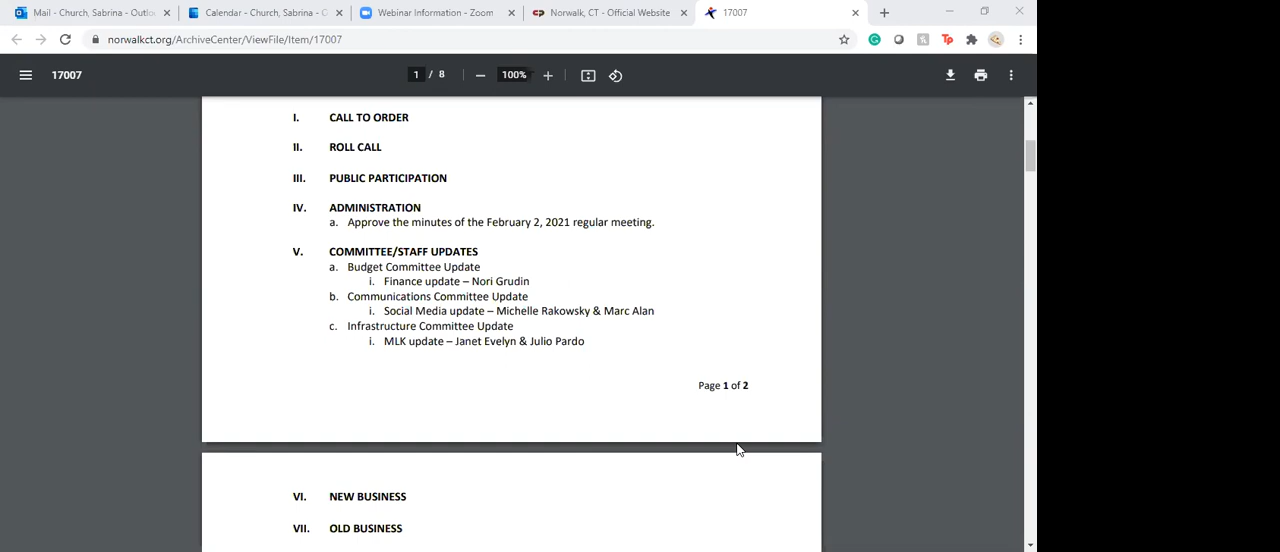 Mail - Church, Sabrina - Outlo
Calendar - Church, Sabrina - C
Webinar Information - Zoom
Norwalk, CT - Official Website
17007
norwalkct.org/ArchiveCenter/ViewFile/Item/17007
17007
1 / 8
100%
I. CALL TO ORDER
II. ROLL CALL
III. PUBLIC PARTICIPATION
IV. ADMINISTRATION
a. Approve the minutes of the February 2, 2021 regular meeting.
V. COMMITTEE/STAFF UPDATES
a. Budget Committee Update
i. Finance update – Nori Grudin
b. Communications Committee Update
i. Social Media update – Michelle Rakowsky & Marc Alan
c. Infrastructure Committee Update
i. MLK update – Janet Evelyn & Julio Pardo
Page 1 of 2
VI. NEW BUSINESS
VII. OLD BUSINESS